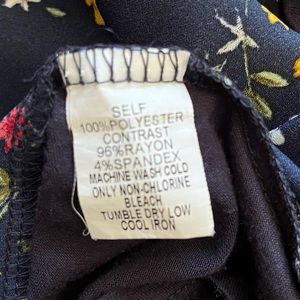 SELF
100%POLYESTER
CONTRAST
96%RAYON
4%SPANDEX
MACHINE WASH COLD
ONLY NON-CHLORINE
BLEACH
TUMBLE DRY LOW
COOL IRON